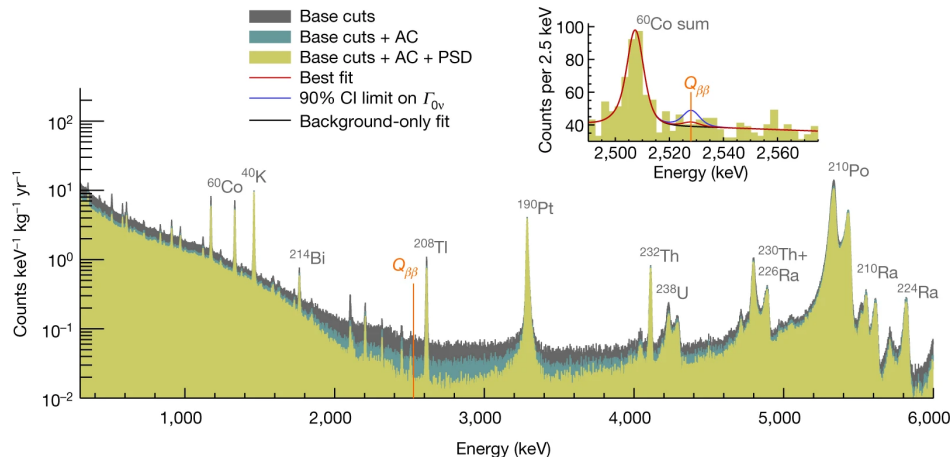 Base cuts
Base cuts + AC
Base cuts + AC + PSD
Best fit
90% CI limit on Γ0ν
Background-only fit
Counts per 2.5 keV
100
80
60
40
60Co sum
Qββ
2,500
2,520
2,540
2,560
Energy (keV)
Counts keV−1 kg−1 yr−1
10²
10¹
10⁰
10−1
10−2
60Co
40K
214Bi
Qββ
208Tl
190Pt
232Th
238U
230Th+
226Ra
210Po
210Ra
224Ra
1,000
2,000
3,000
4,000
5,000
6,000
Energy (keV)